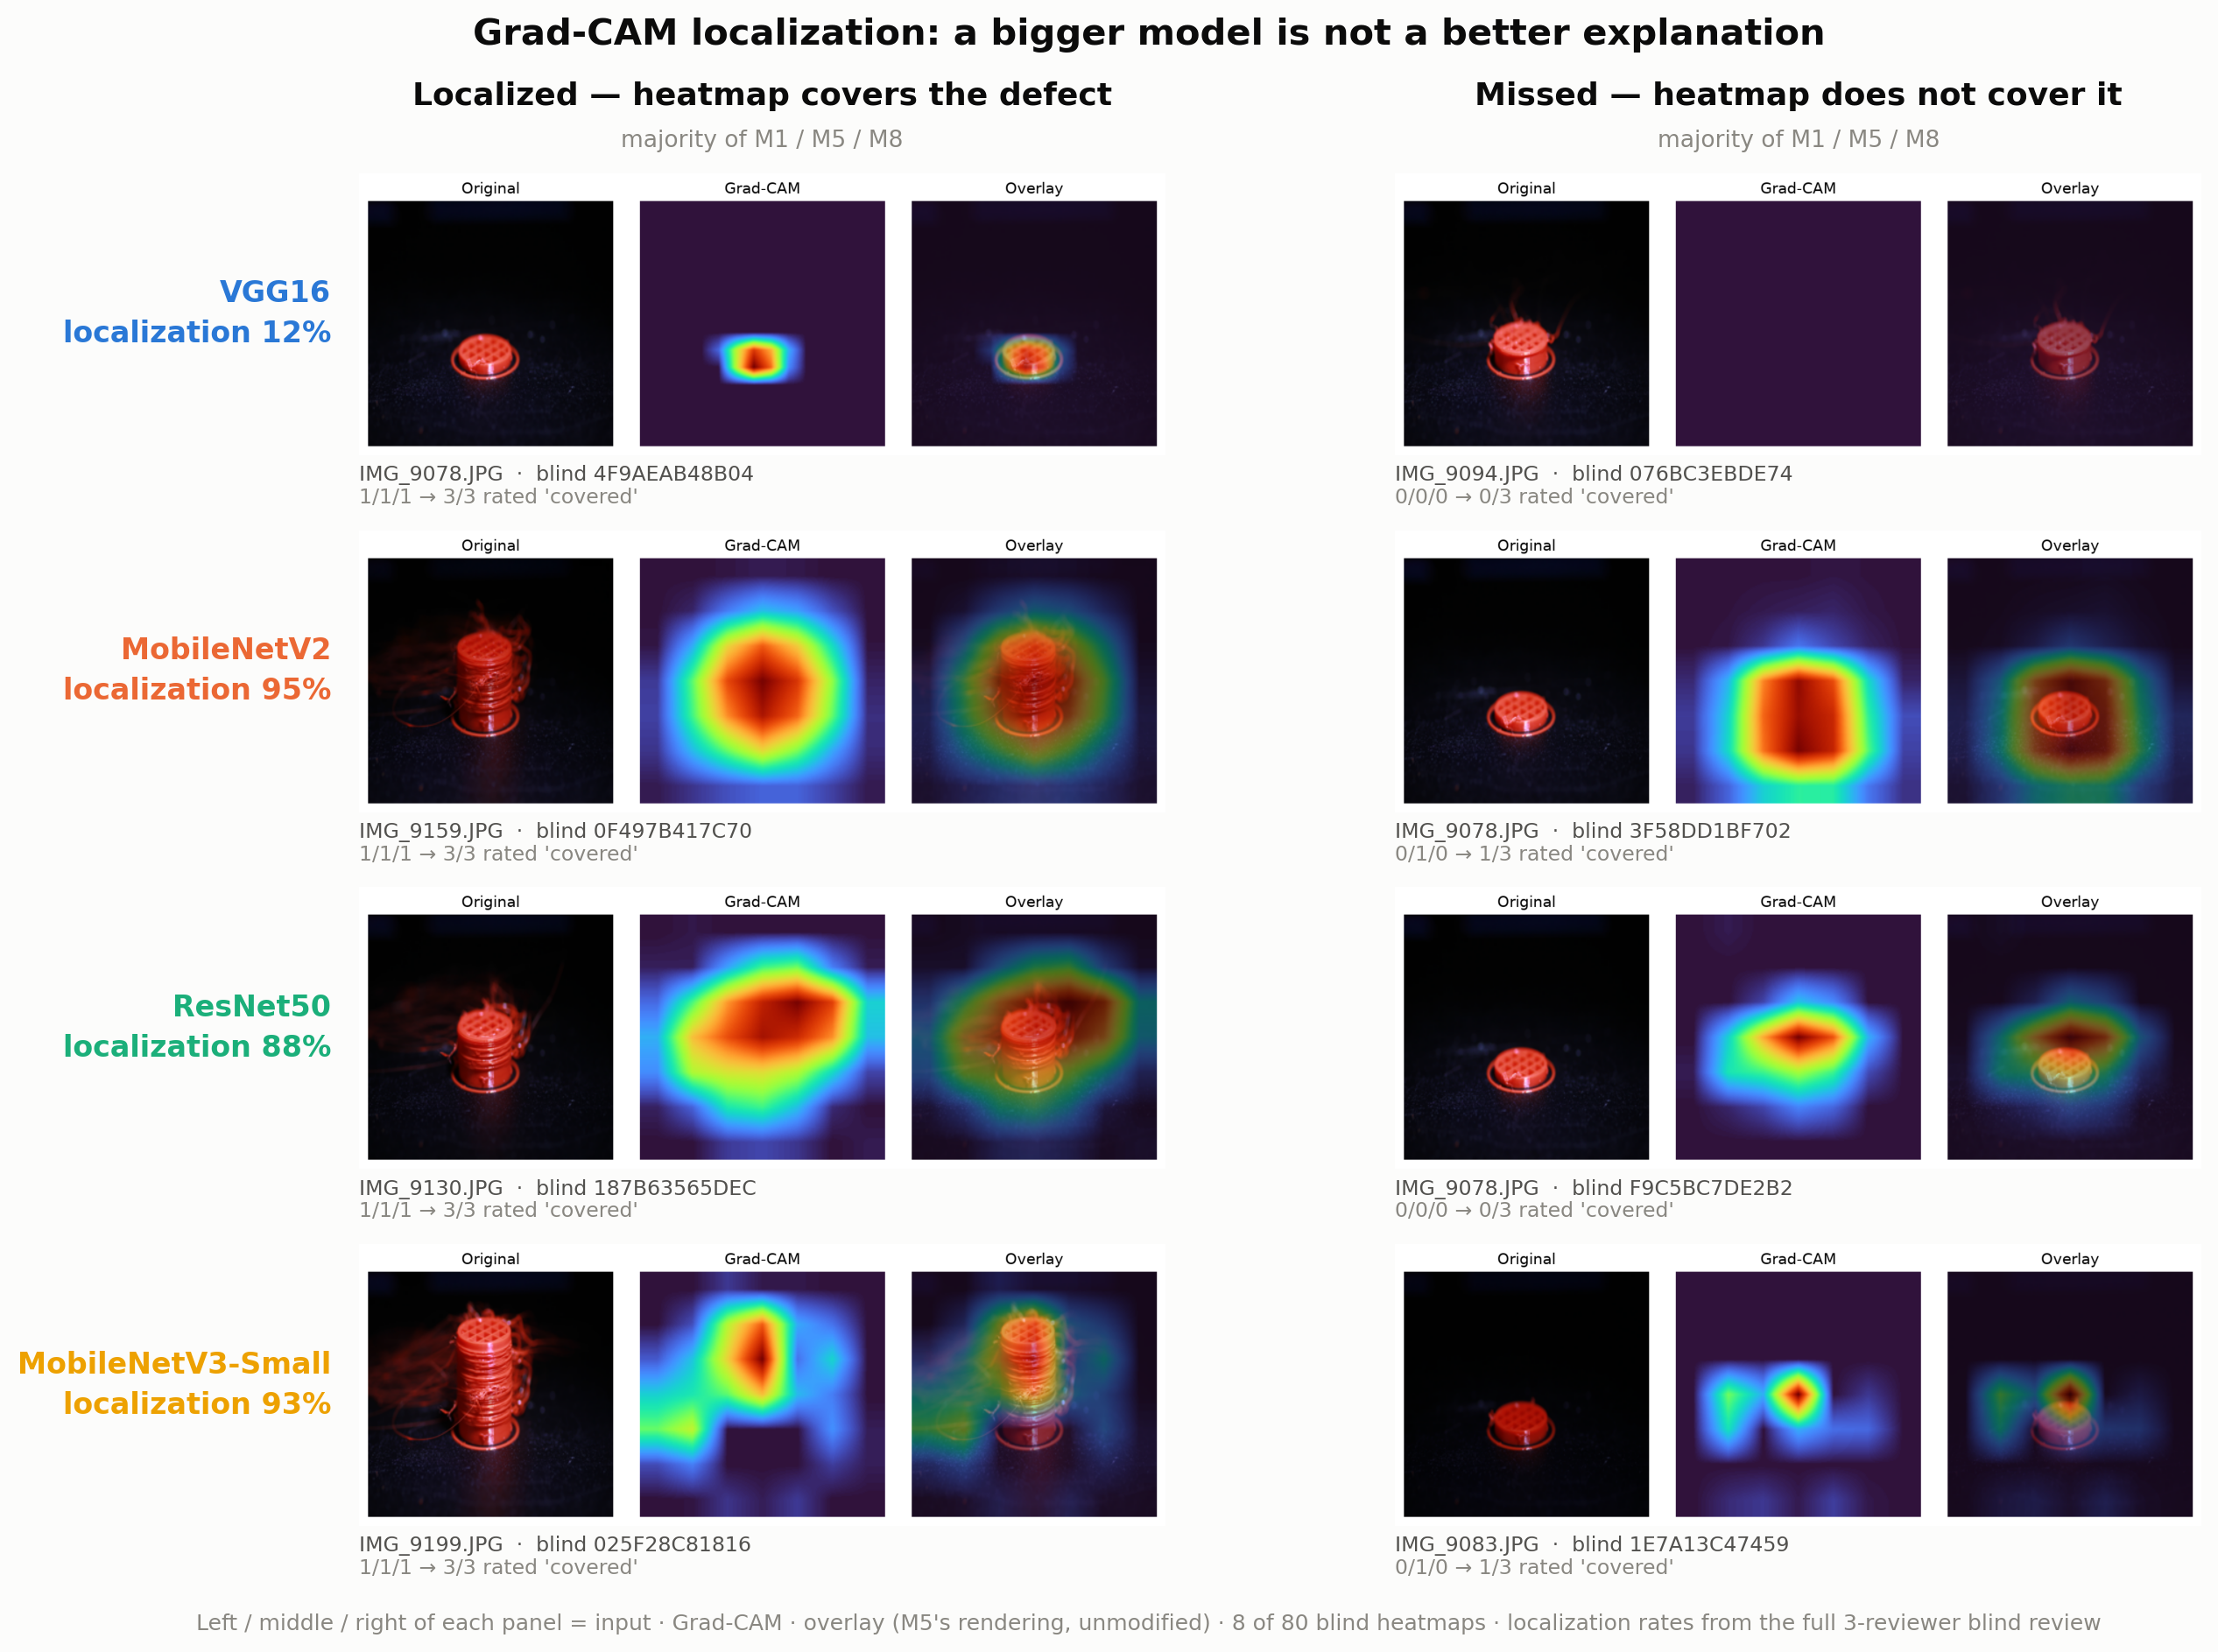 Grad-CAM localization: a bigger model is not a better explanation
Localized — heatmap covers the defect
majority of M1 / M5 / M8
Missed — heatmap does not cover it
majority of M1 / M5 / M8
VGG16
localization 12%
Original Grad-CAM Overlay
IMG_9078.JPG · blind 4F9AEAB48B04
1/1/1 → 3/3 rated 'covered'
Original Grad-CAM Overlay
IMG_9094.JPG · blind 076BC3EBDE74
0/0/0 → 0/3 rated 'covered'
MobileNetV2
localization 95%
Original Grad-CAM Overlay
IMG_9159.JPG · blind 0F497B417C70
1/1/1 → 3/3 rated 'covered'
Original Grad-CAM Overlay
IMG_9078.JPG · blind 3F58DD1BF702
0/1/0 → 1/3 rated 'covered'
ResNet50
localization 88%
Original Grad-CAM Overlay
IMG_9130.JPG · blind 187B63565DEC
1/1/1 → 3/3 rated 'covered'
Original Grad-CAM Overlay
IMG_9078.JPG · blind F9C5BC7DE2B2
0/0/0 → 0/3 rated 'covered'
MobileNetV3-Small
localization 93%
Original Grad-CAM Overlay
IMG_9199.JPG · blind 025F28C81816
1/1/1 → 3/3 rated 'covered'
Original Grad-CAM Overlay
IMG_9083.JPG · blind 1E7A13C47459
0/1/0 → 1/3 rated 'covered'
Left / middle / right of each panel = input · Grad-CAM · overlay (M5's rendering, unmodified) · 8 of 80 blind heatmaps · localization rates from the full 3-reviewer blind review